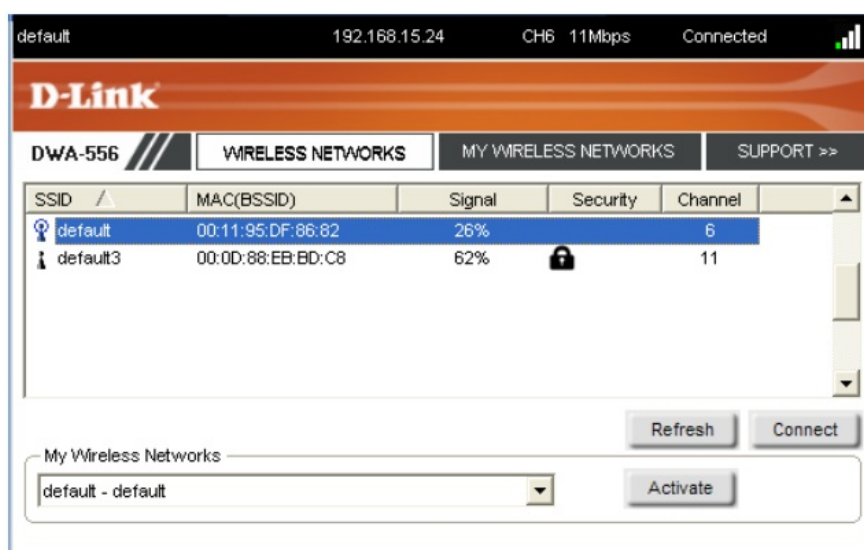 default 192.168.15.24 CH6 11Mbps Connected
D-Link
DWA-556 WIRELESS NETWORKS MY WIRELESS NETWORKS SUPPORT >>
SSID MAC(BSSID) Signal Security Channel
default 00:11:95:DF:86:82 26% 6
default3 00:0D:88:EB:BD:C8 62% 11
Refresh Connect
My Wireless Networks
default - default Activate